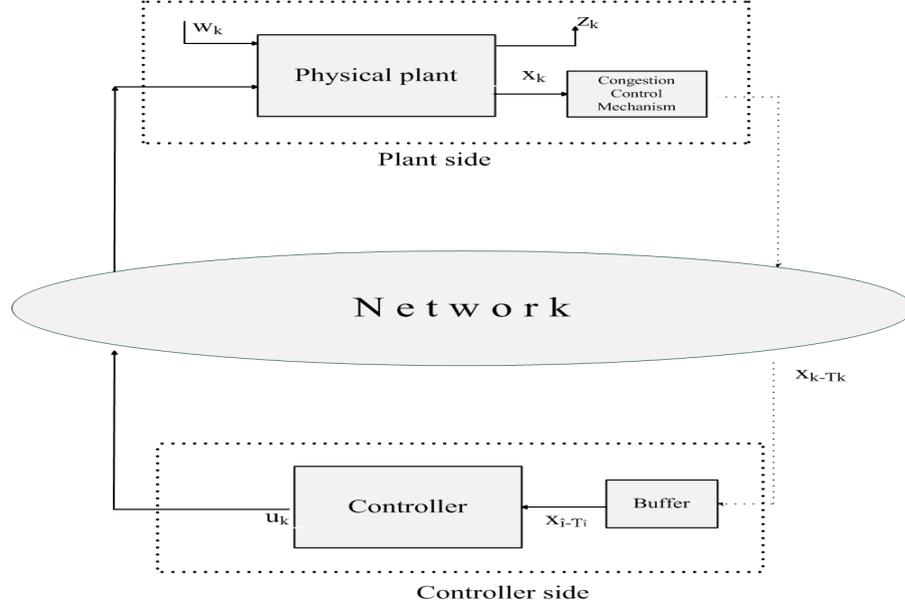 wk
zk
Physical plant
xk
Congestion
Control
Mechanism
Plant side
Network
xk-Tk
Controller
Buffer
uk
xî-Tî
Controller side